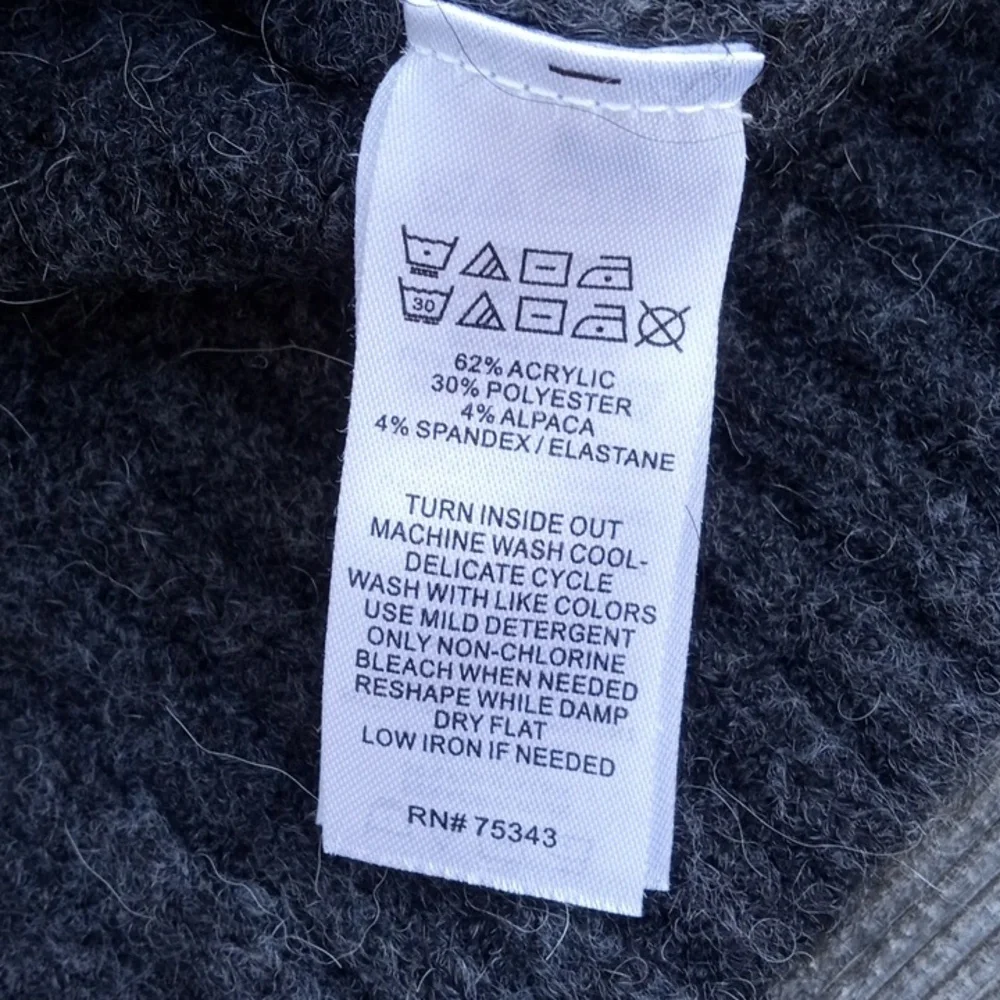 30
62% ACRYLIC
30% POLYESTER
4% ALPACA
4% SPANDEX / ELASTANE
TURN INSIDE OUT
MACHINE WASH COOL-
DELICATE CYCLE
WASH WITH LIKE COLORS
USE MILD DETERGENT
ONLY NON-CHLORINE
BLEACH WHEN NEEDED
RESHAPE WHILE DAMP
DRY FLAT
LOW IRON IF NEEDED
RN# 75343